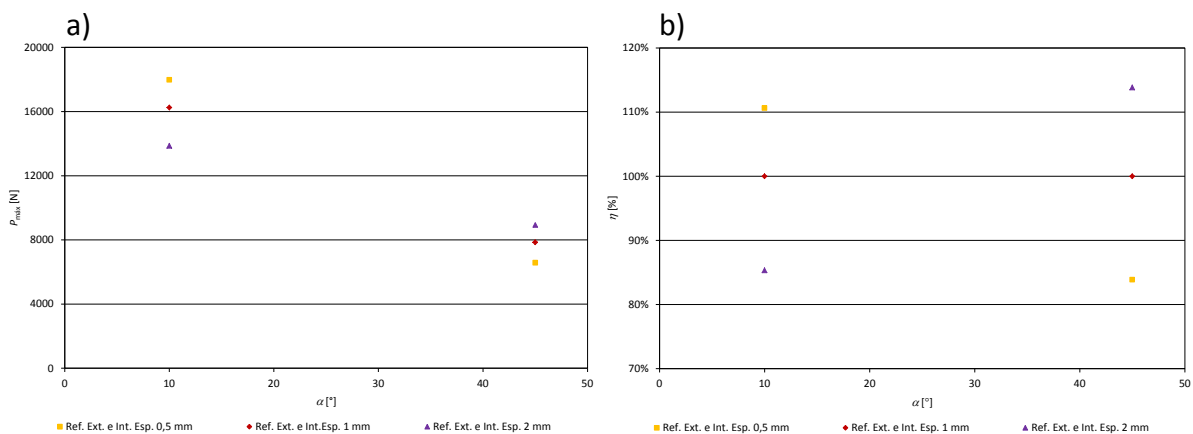 a)
20000
16000
12000
8000
4000
0
P máx [N]
0 10 20 30 40 50
α [°]
Ref. Ext. e Int. Esp. 0,5 mm Ref. Ext. e Int.Esp. 1 mm Ref. Ext. e Int. Esp. 2 mm
b)
120%
110%
100%
90%
80%
70%
η [%]
0 10 20 30 40 50
α [°]
Ref. Ext. e Int. Esp. 0,5 mm Ref. Ext. e Int. Esp. 1 mm Ref. Ext. e Int. Esp. 2 mm